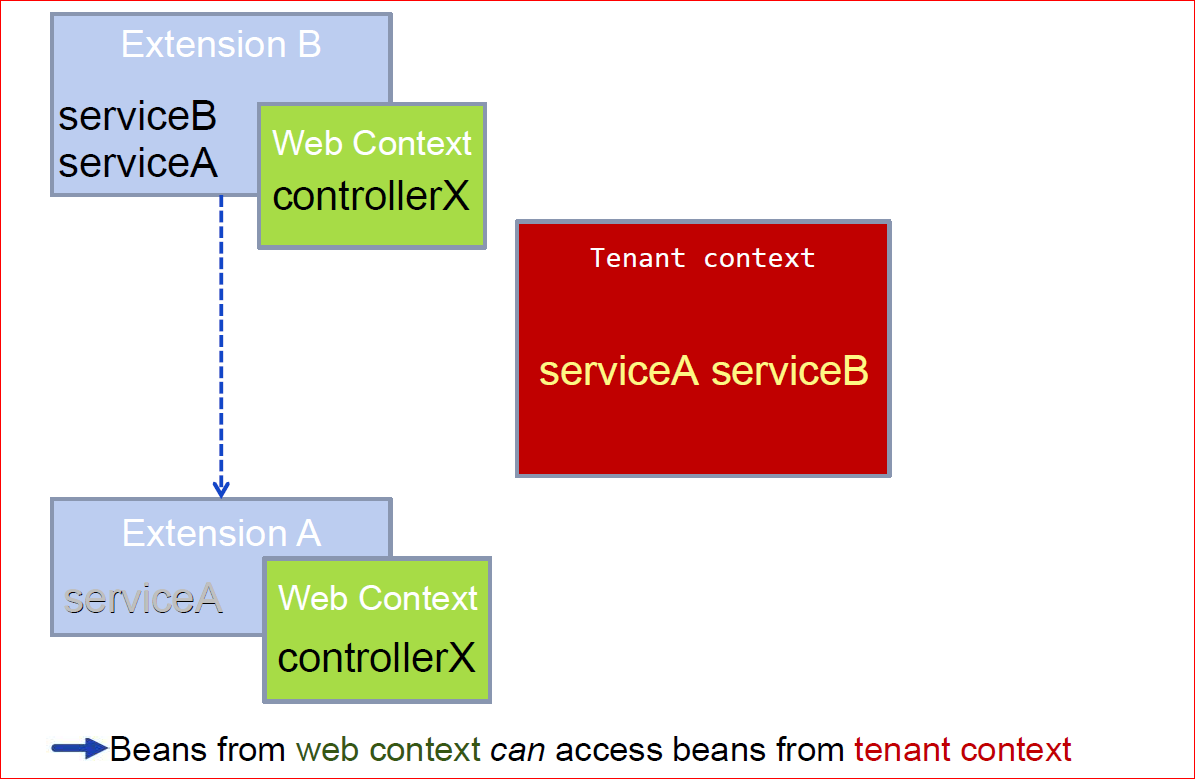 Extension B
serviceB
serviceA
Web Context
controllerX
Tenant context
serviceA serviceB
Extension A
serviceA
Web Context
controllerX
Beans from web context can access beans from tenant context